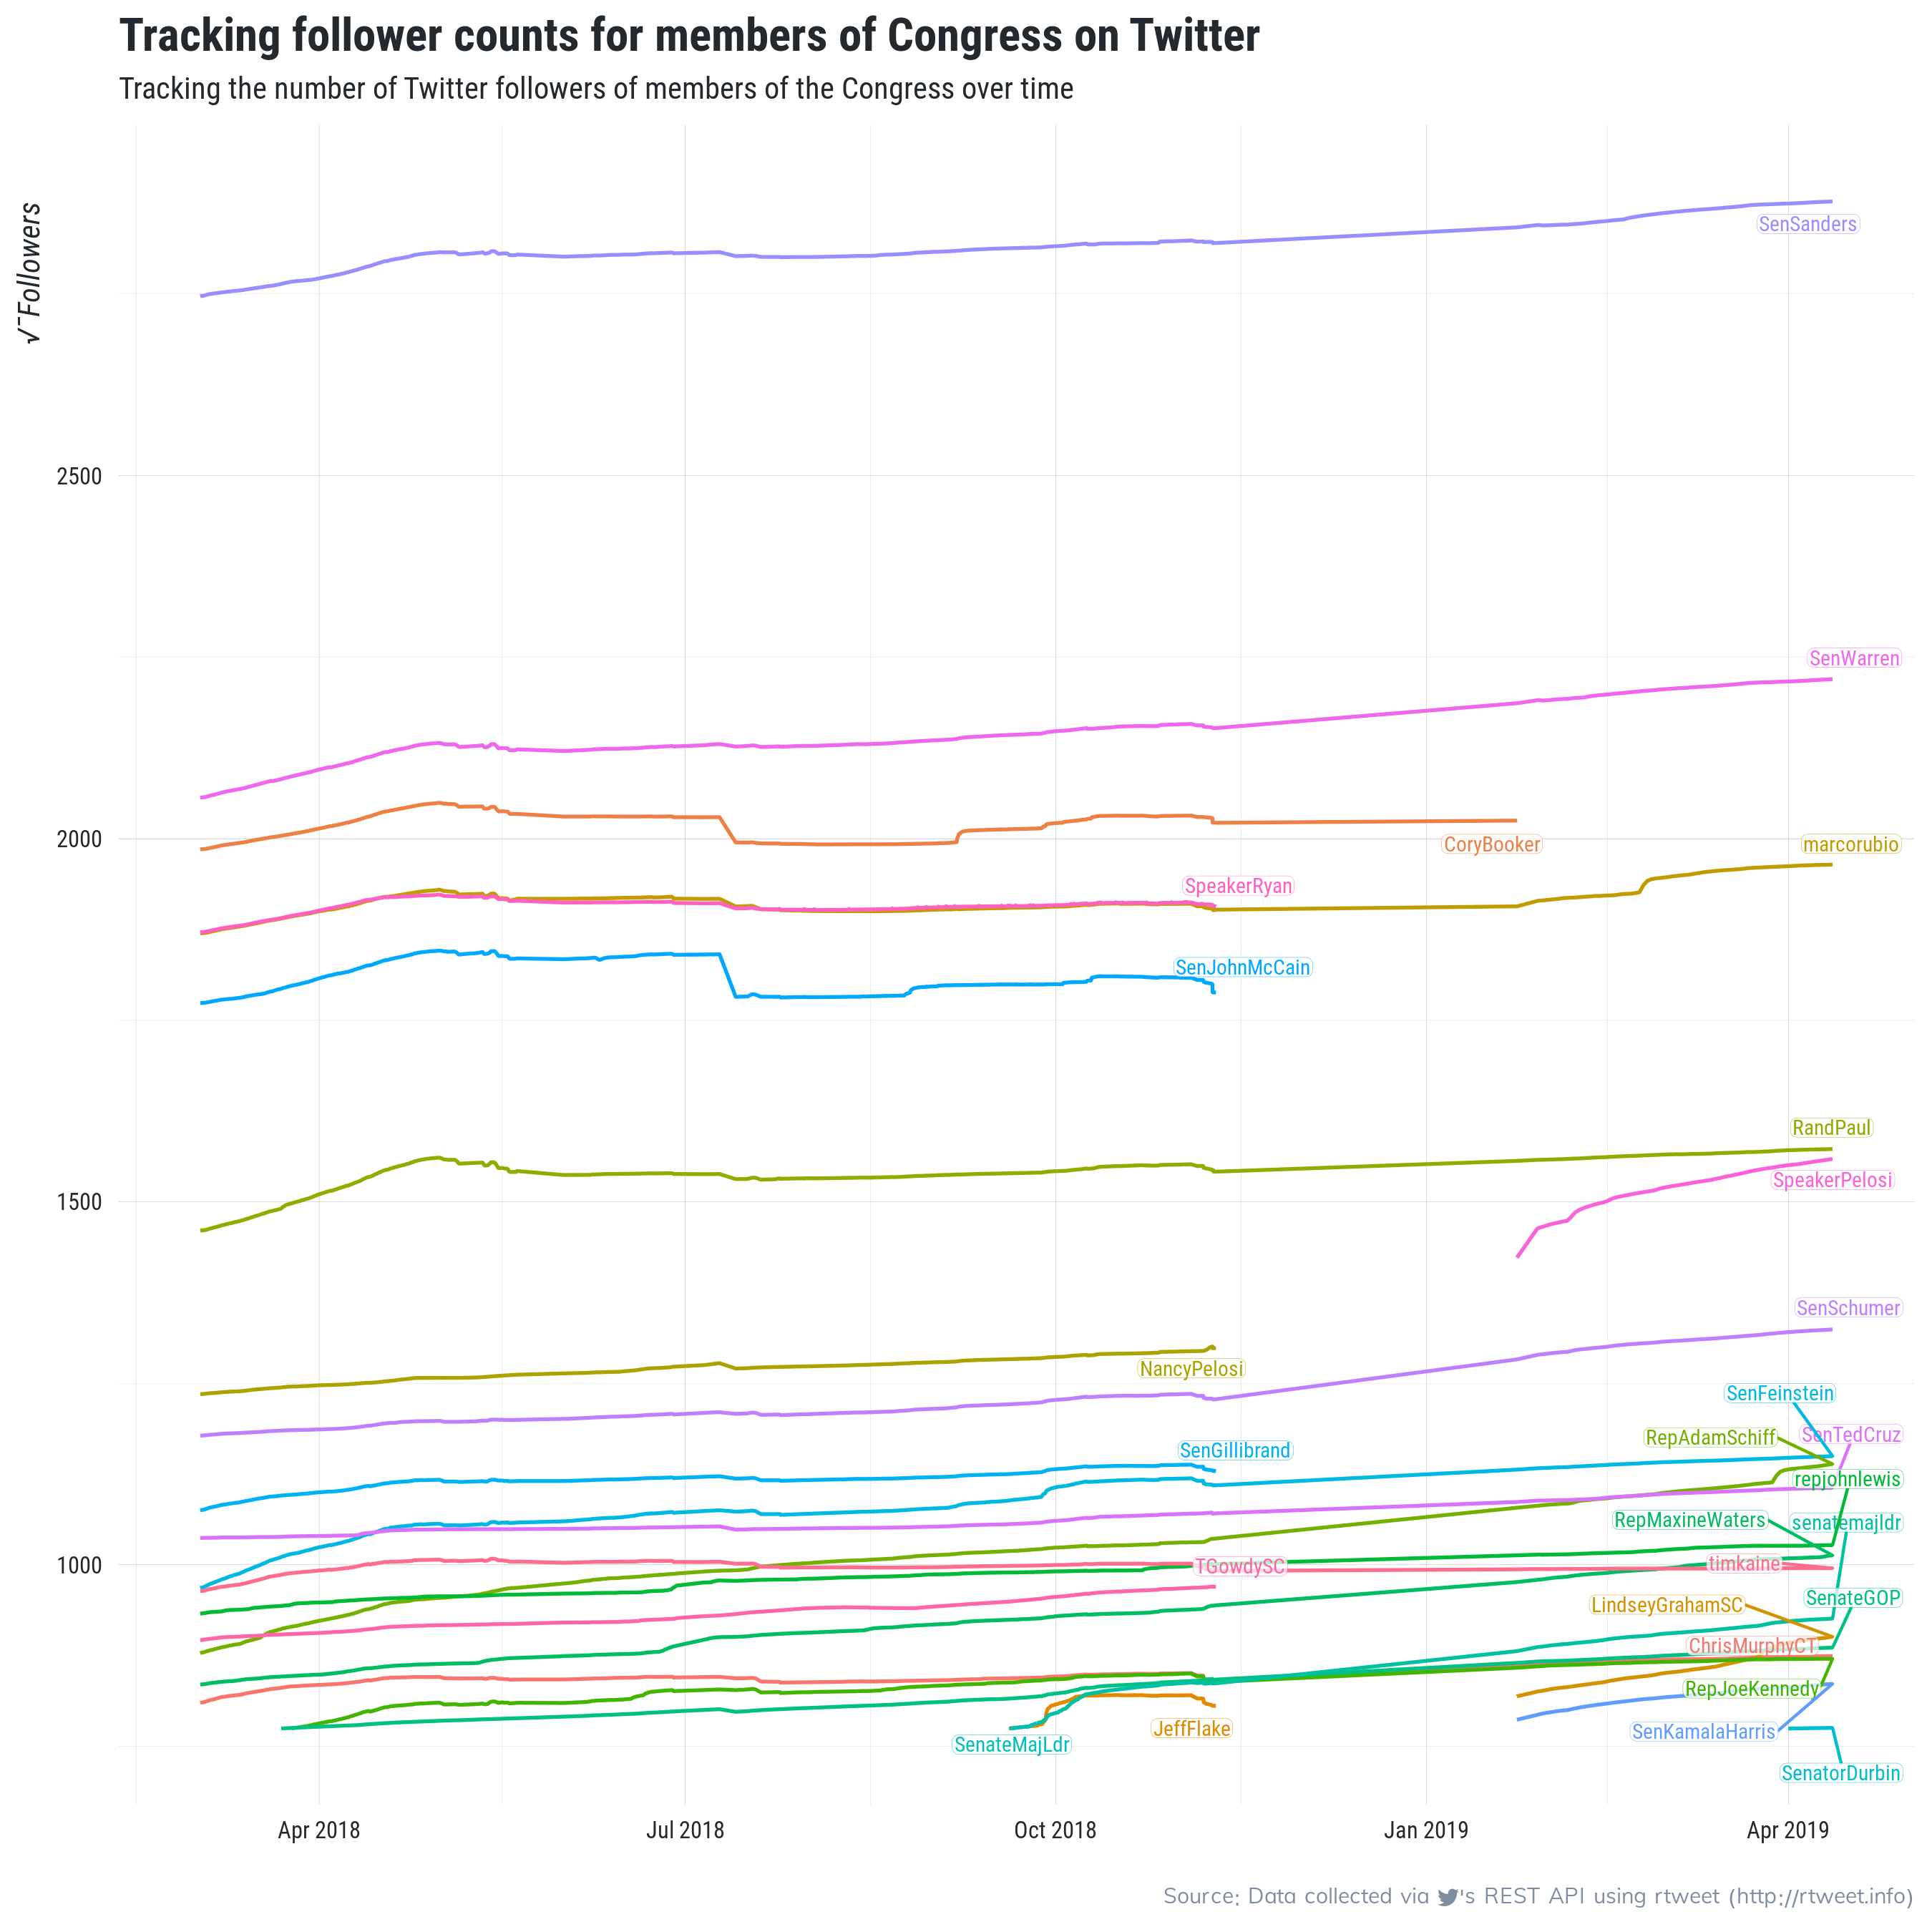 Tracking follower counts for members of Congress on Twitter
Tracking the number of Twitter followers of members of the Congress over time
√¯Followers
SenSanders
2500
SenWarren
2000
CoryBooker
marcorubio
SpeakerRyan
SenJohnMcCain
RandPaul
SpeakerPelosi
1500
SenSchumer
NancyPelosi
SenFeinstein
SenTedCruz
RepAdamSchiff
SenGillibrand
repjohnlewis
RepMaxineWaters
senatemajldr
1000
TGowdySC
timkaine
SenateGOP
LindseyGrahamSC
ChrisMurphyCT
RepJoeKennedy
JeffFlake
SenKamalaHarris
SenateMajLdr
SenatorDurbin
Apr 2018
Jul 2018
Oct 2018
Jan 2019
Apr 2019
Source: Data collected via 's REST API using rtweet (http://rtweet.info)